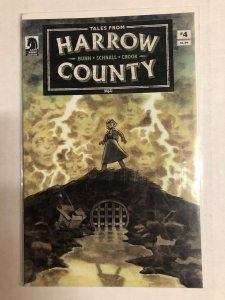 TALES FROM
HARROW
COUNTY
BUNN • SCHNALL • CROOK
#4